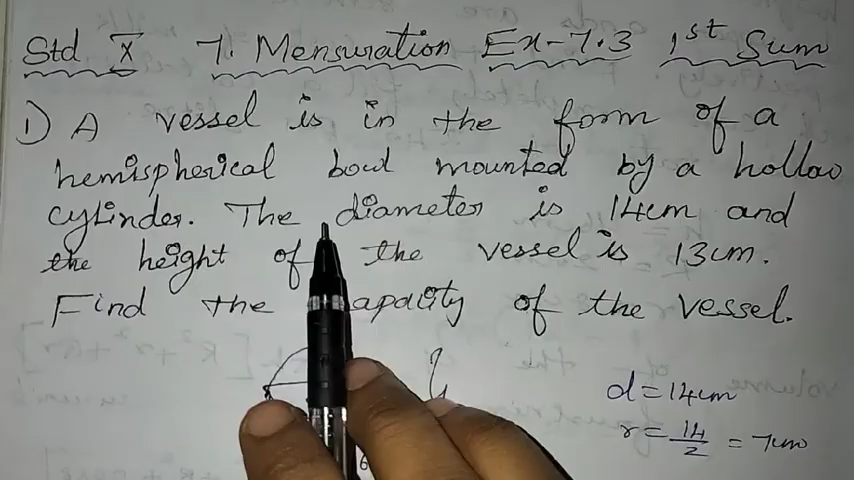 Std X 7. Mensuration Ex-7.3 1st Sum
1) A vessel is in the form of a
hemispherical bowl mounted by a hollow
cylinder. The diameter is 14cm and
the height of the vessel is 13cm.
Find the capacity of the vessel.
d = 14cm
r = 14/2 = 7cm